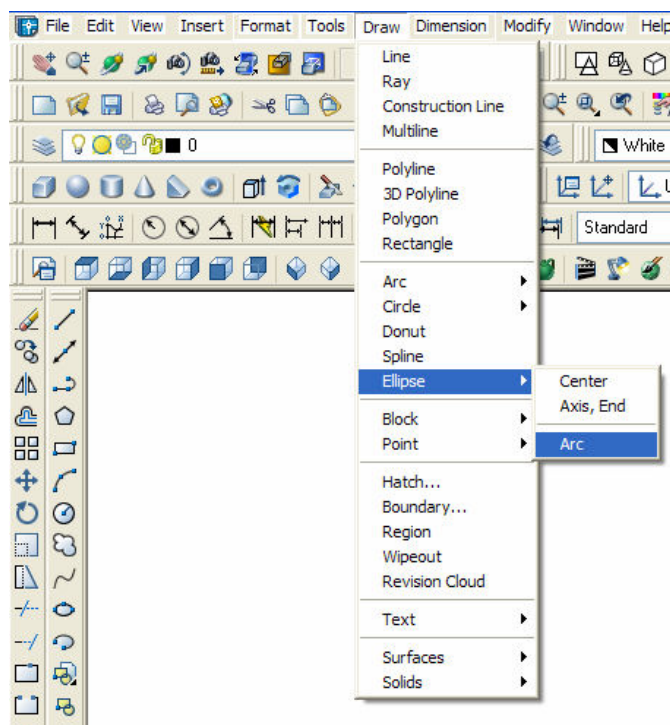 File Edit View Insert Format Tools Draw Dimension Modify Window Help
Line
Ray
Construction Line
Multiline
0
White
Polyline
3D Polyline
Polygon
Rectangle
Standard
Arc
Circle
Donut
Spline
Ellipse
Center
Axis, End
Arc
Block
Point
Hatch...
Boundary...
Region
Wipeout
Revision Cloud
Text
Surfaces
Solids